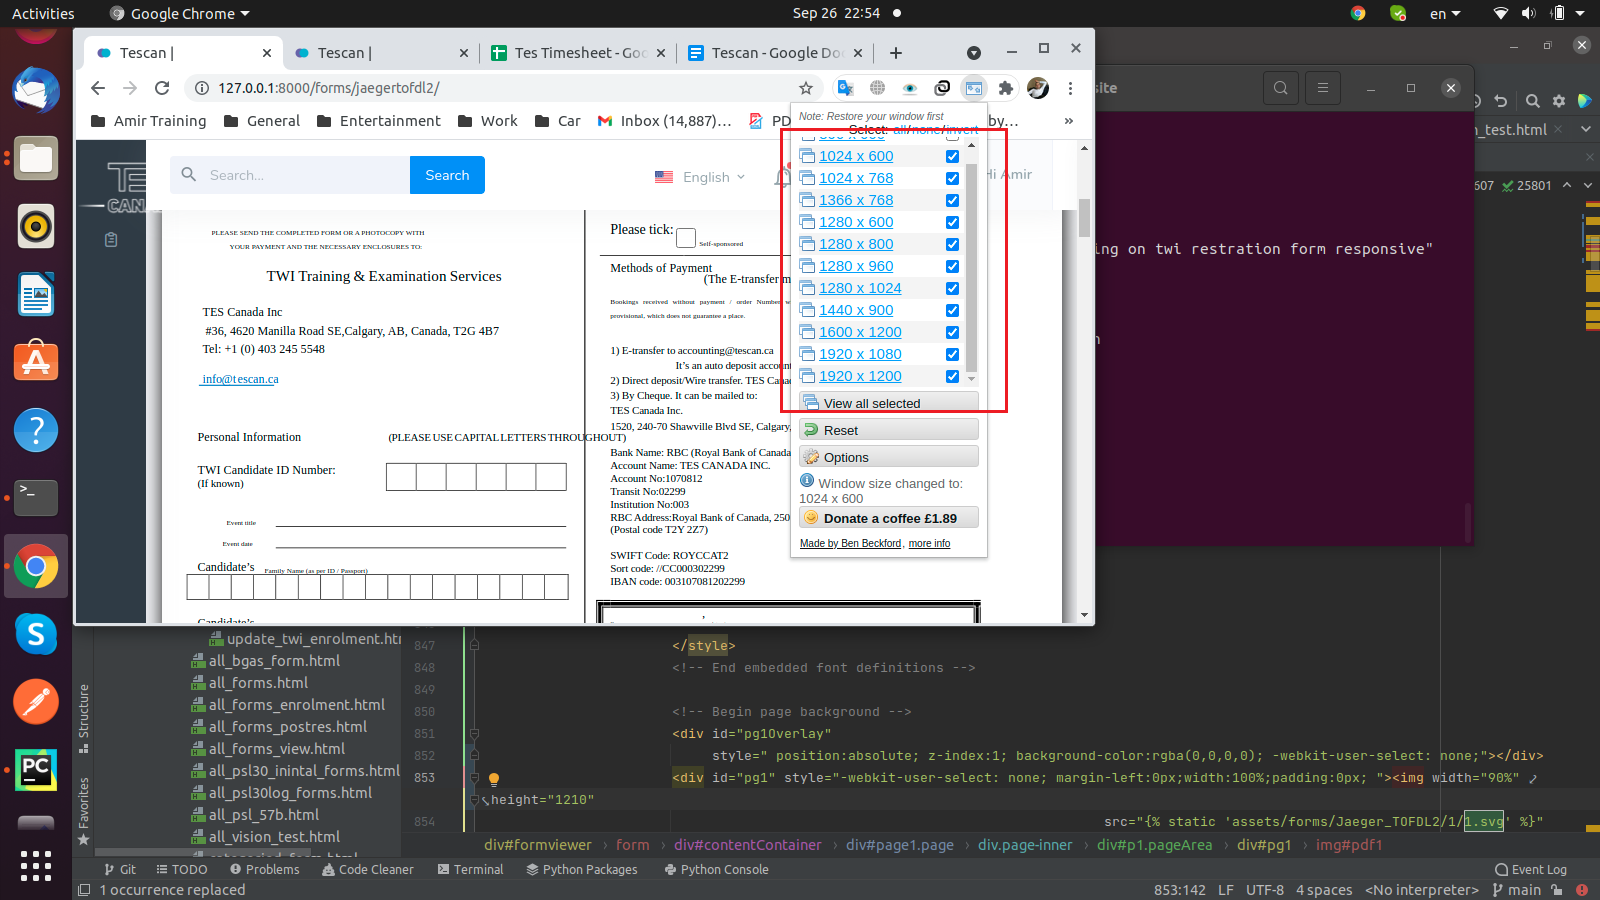 Activities
Google Chrome
Sep 26 22:54
en
Tescan |
Tescan |
Tes Timesheet - Goo
Tescan - Google Doc
127.0.0.1:8000/forms/jaegertofdl2/
Amir Training
General
Entertainment
Work
Car
Inbox (14,887)...
PD
by...
»
TES
CAN
Search...
Search
English
Hi Amir
PLEASE SEND THE COMPLETED FORM OR A PHOTOCOPY WITH
YOUR PAYMENT AND THE NECESSARY ENCLOSURES TO:
TWI Training & Examination Services
TES Canada Inc
#36, 4620 Manilla Road SE,Calgary, AB, Canada, T2G 4B7
Tel: +1 (0) 403 245 5548
info@tescan.ca
Personal Information
(PLEASE USE CAPITAL LETTERS THROUGHOUT)
TWI Candidate ID Number:
(If known)
Event title
Event date
Candidate's
Family Name (as per ID / Passport)
Candidate's
Please tick:
Self-sponsored
Methods of Payment
(The E-transfer m
Bookings received without payment / order Number w
provisional, which does not guarantee a place.
1) E-transfer to accounting@tescan.ca
It's an auto deposit account
2) Direct deposit/Wire transfer. TES Cana
3) By Cheque. It can be mailed to:
TES Canada Inc.
1520, 240-70 Shawville Blvd SE, Calgary,
Bank Name: RBC (Royal Bank of Canada)
Account Name: TES CANADA INC.
Account No:1070812
Transit No:02299
Institution No:003
RBC Address:Royal Bank of Canada, 250
(Postal code T2Y 2Z7)
SWIFT Code: ROYCCAT2
Sort code: //CC000302299
IBAN code: 003107081202299
Note: Restore your window first
Select: all/none/invert
1024 x 600
1024 x 768
1366 x 768
1280 x 600
1280 x 800
1280 x 960
1280 x 1024
1440 x 900
1600 x 1200
1920 x 1080
1920 x 1200
View all selected
Reset
Options
Window size changed to:
1024 x 600
Donate a coffee £1.89
Made by Ben Beckford, more info
site
n_test.html
607
25801
ing on twi restration form responsive"
n
update_twi_enrolment.htr
all_bgas_form.html
all_forms.html
all_forms_enrolment.html
all_forms_postres.html
all_forms_view.html
all_psl30_inintal_forms.html
all_psl30log_forms.html
all_psl_57b.html
all_vision_test.html
Structure
Favorites
847 </style>
848 <!-- End embedded font definitions -->
849
850 <!-- Begin page background -->
851 <div id="pg1Overlay"
852 style=" position:absolute; z-index:1; background-color:rgba(0,0,0,0); -webkit-user-select: none;"></div>
853 <div id="pg1" style="-webkit-user-select: none; margin-left:0px;width:100%;padding:0px; "><img width="90%"
height="1210"
854 src="{% static 'assets/forms/Jaeger_TOFDL2/1/1.svg' %}"
div#formviewer › form › div#contentContainer › div#page1.page › div.page-inner › div#p1.pageArea › div#pg1 › img#pdf1
Git
TODO
Problems
Code Cleaner
Terminal
Python Packages
Python Console
Event Log
1 occurrence replaced
853:142 LF UTF-8 4 spaces <No interpreter> main